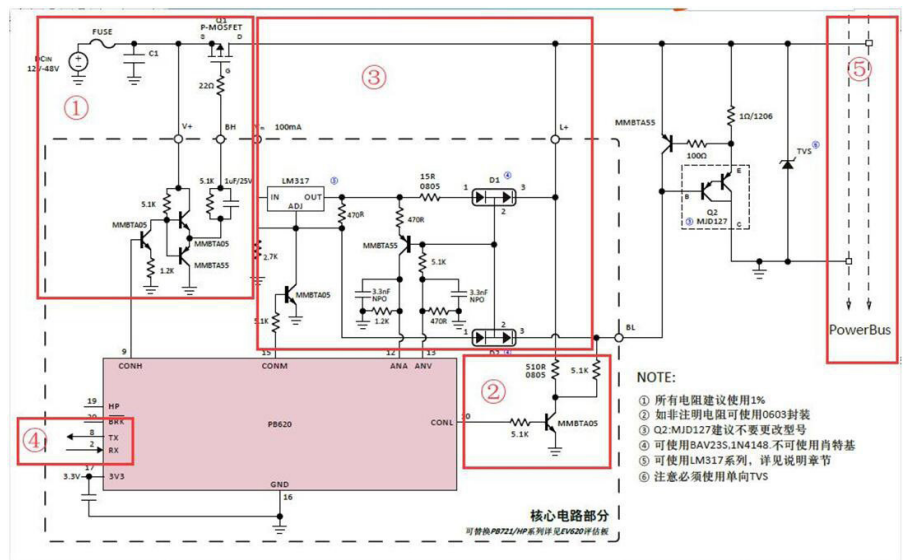 Q1
P-MOSFET
FUSE
S
D
DCIN
12V-48V
C1
G
22Ω
①
③
⑤
V+
BH
100mA
L+
MMBTA55
1Ω/1206
100Ω
TVS ⑥
5.1K
1uF/25V
LM317
⑤
IN
OUT
ADJ
15R
0805
D1 ④
1
3
2
E
B
Q2
③ MJD127
C
5.1K
MMBTA05
MMBTA05
MMBTA55
1.2K
2.7K
470R
470R
MMBTA55
5.1K
3.3nF
NPO
3.3nF
NPO
MMBTA05
5.1K
1.2K
470R
2
1
3
BL
PowerBus
9
15
12
13
CONH
CONM
ANA
ANV
②
510R
0805
5.1K
④
19
HP
BRK
8
TX
2
RX
PB620
CONL
5.1K
MMBTA05
3.3V
17
3V3
GND
16
NOTE:
① 所有电阻建议使用1%
② 如非注明电阻可使用0603封装
③ Q2:MJD127建议不要更改型号
④ 可使用BAV23S.1N4148.不可使用肖特基
⑤ 可使用LM317系列，详见说明章节
⑥ 注意必须使用单向TVS
核心电路部分
可替换PB721/HP系列详见EV620评估板